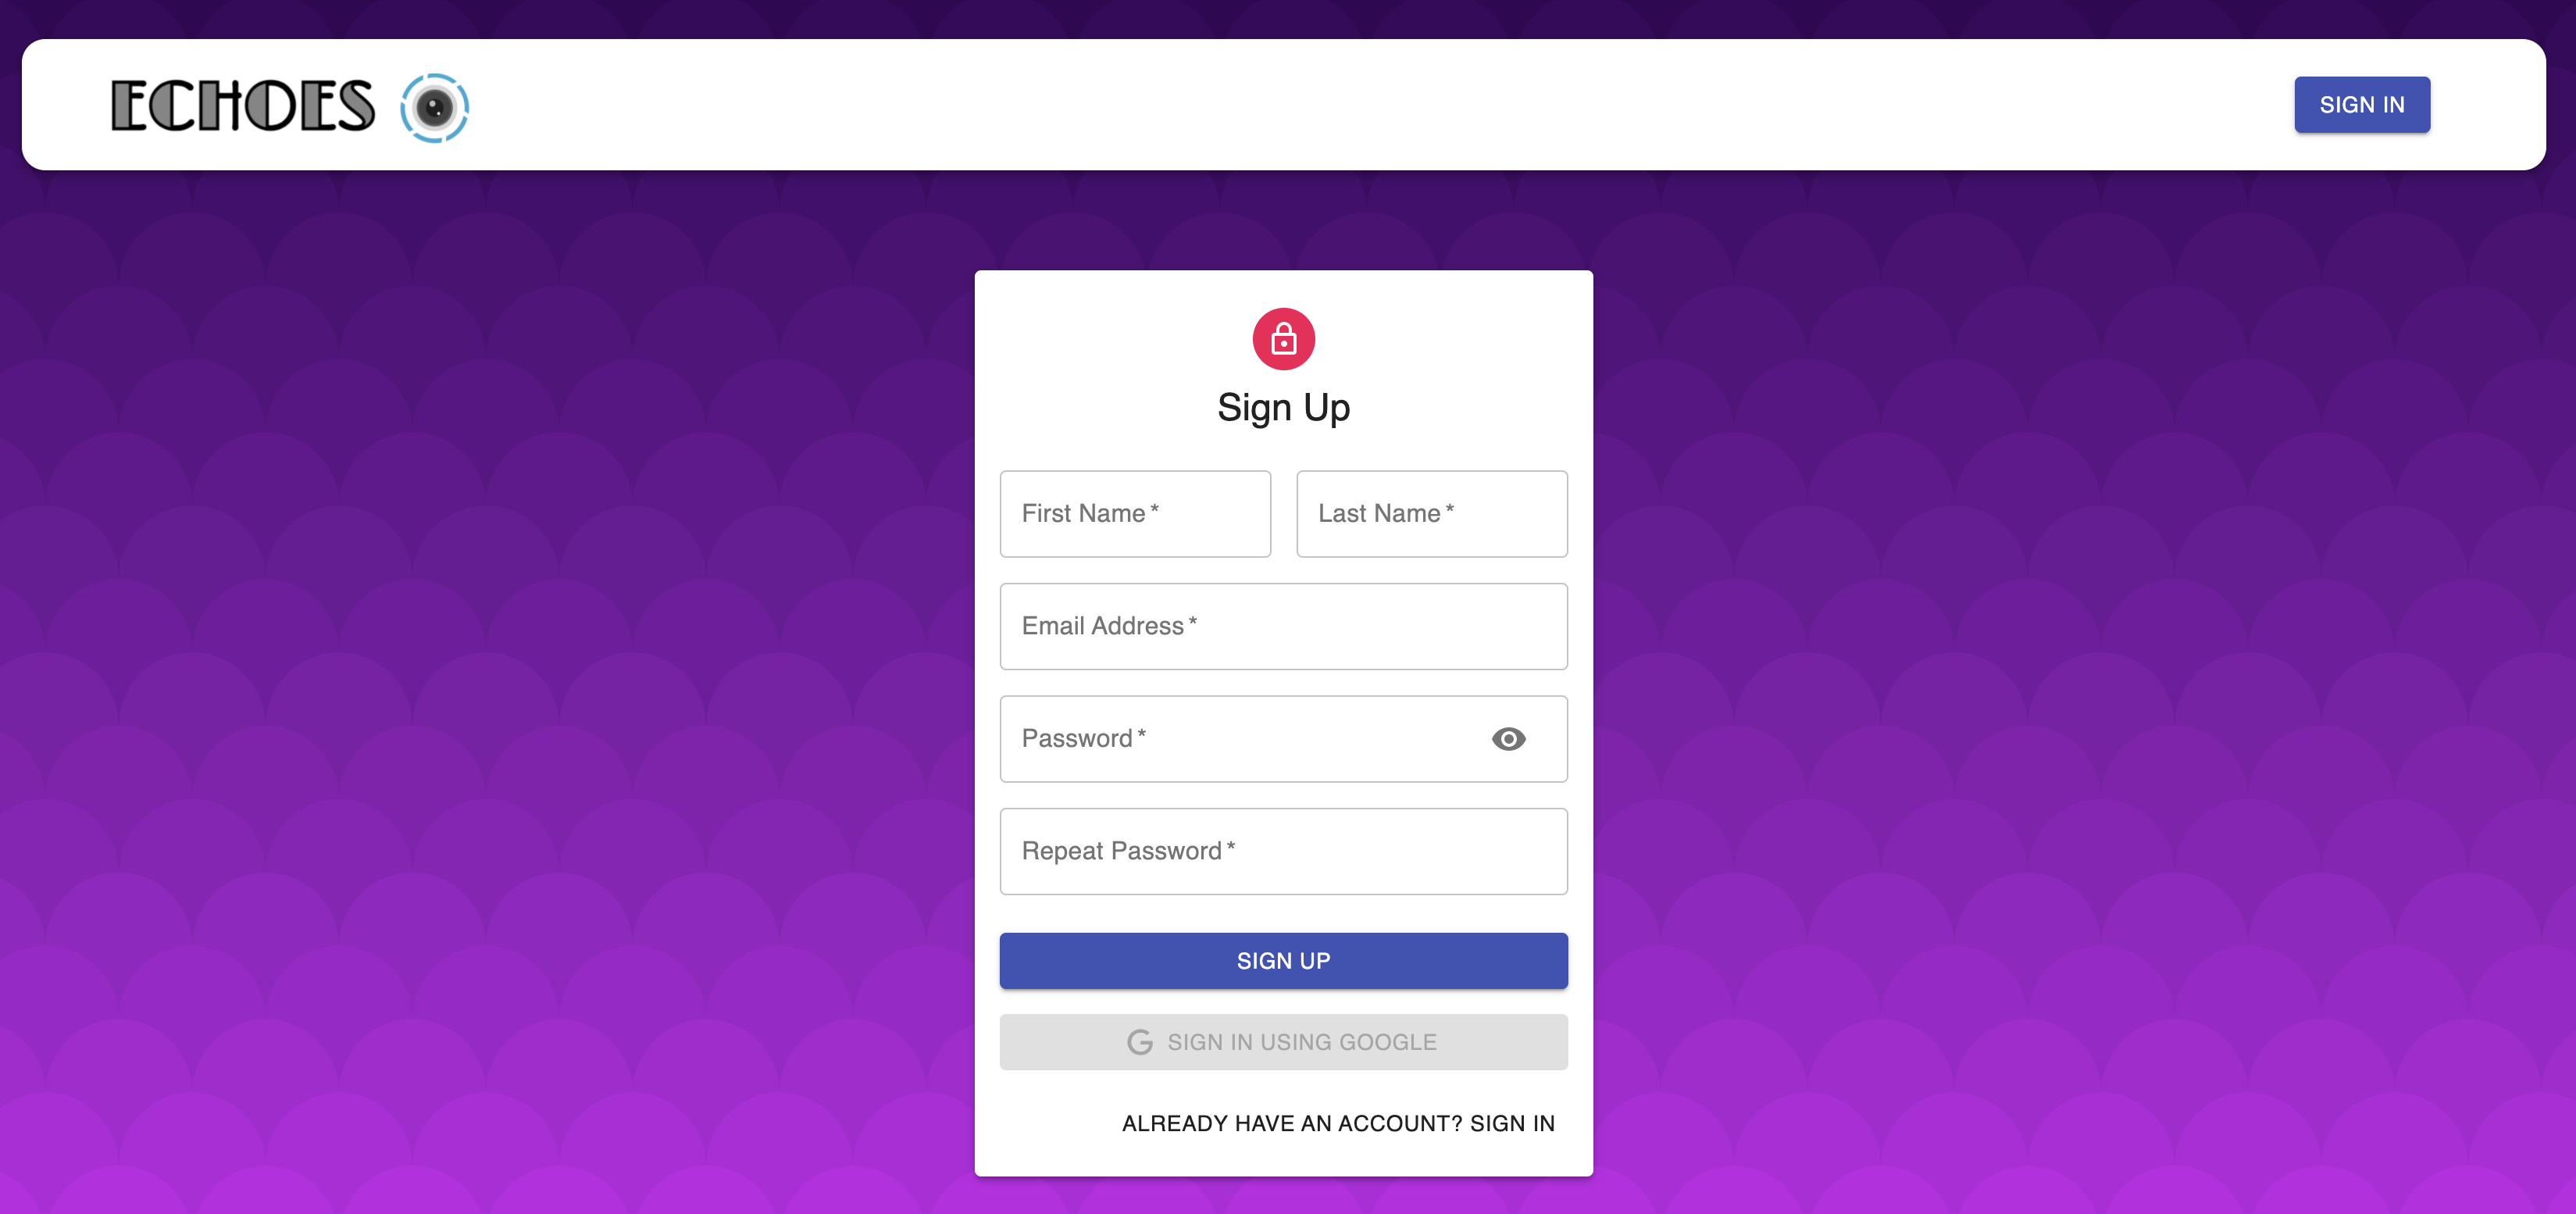 ECHOES
SIGN IN
Sign Up
First Name *
Last Name *
Email Address *
Password *
Repeat Password *
SIGN UP
G SIGN IN USING GOOGLE
ALREADY HAVE AN ACCOUNT? SIGN IN